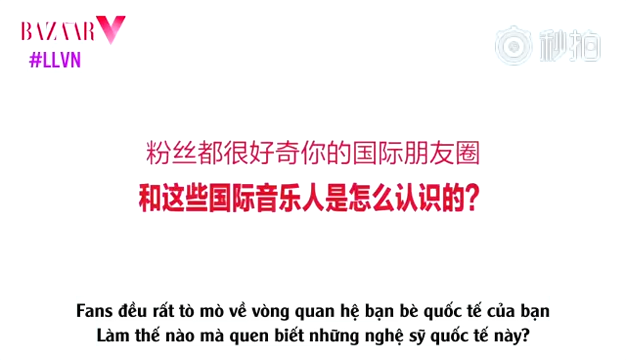 BAZAAR V
#LLVN
秒拍
粉丝都很好奇你的国际朋友圈
和这些国际音乐人是怎么认识的?
Fans đều rất tò mò về vòng quan hệ bạn bè quốc tế của bạn
Làm thế nào mà quen biết những nghệ sỹ quốc tế này?